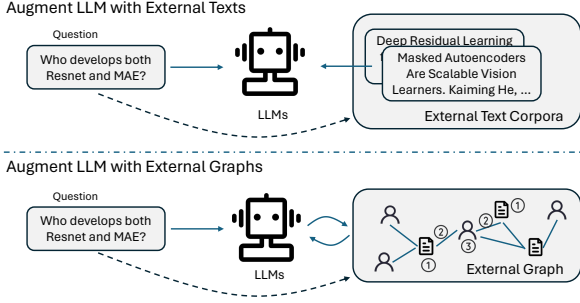 Augment LLM with External Texts
Question
Who develops both
Resnet and MAE?
LLMs
Deep Residual Learning
Masked Autoencoders
Are Scalable Vision
Learners. Kaiming He, ...
External Text Corpora
Augment LLM with External Graphs
Question
Who develops both
Resnet and MAE?
LLMs
①
②
②
③
①
External Graph